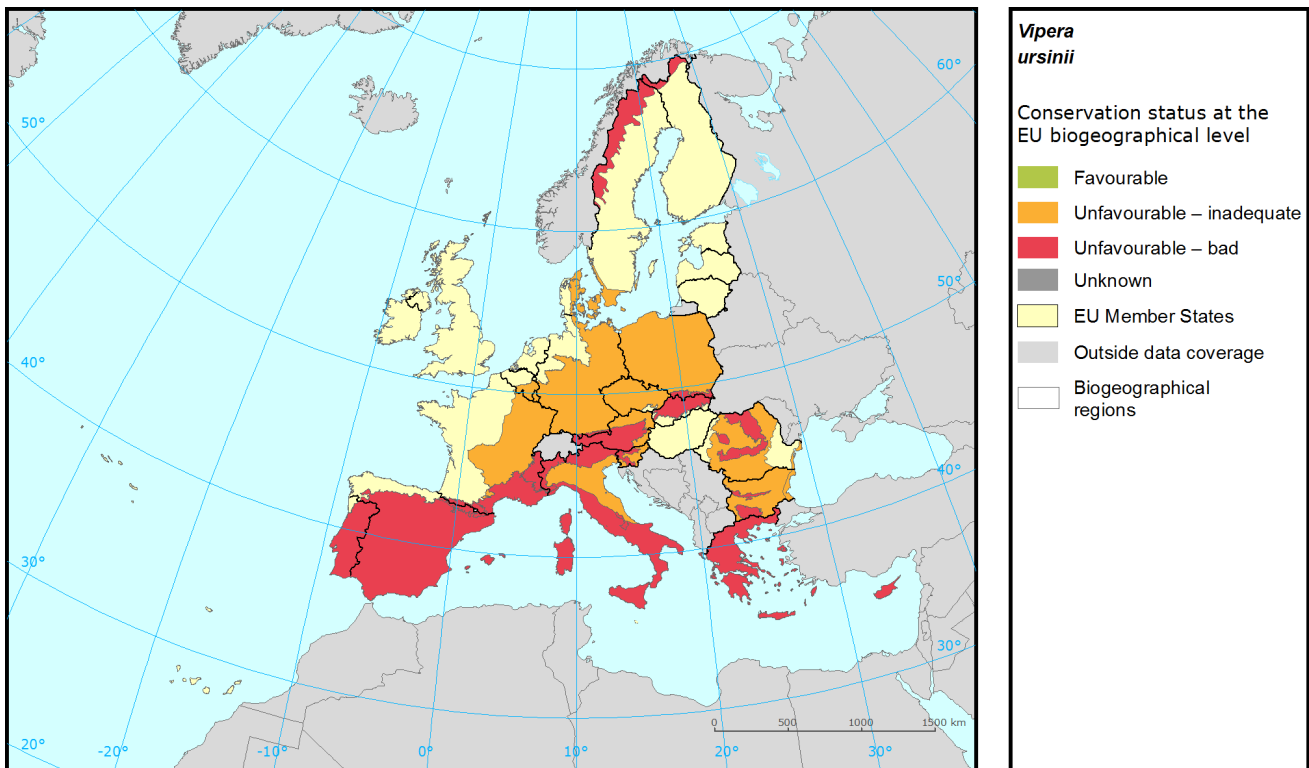 60°
50°
50°
40°
40°
30°
30°
20°
-20°
-10°
0°
10°
20°
30°
0 500 1000 1500 km
Vipera
ursinii
Conservation status at the
EU biogeographical level
Favourable
Unfavourable – inadequate
Unfavourable – bad
Unknown
EU Member States
Outside data coverage
Biogeographical
regions